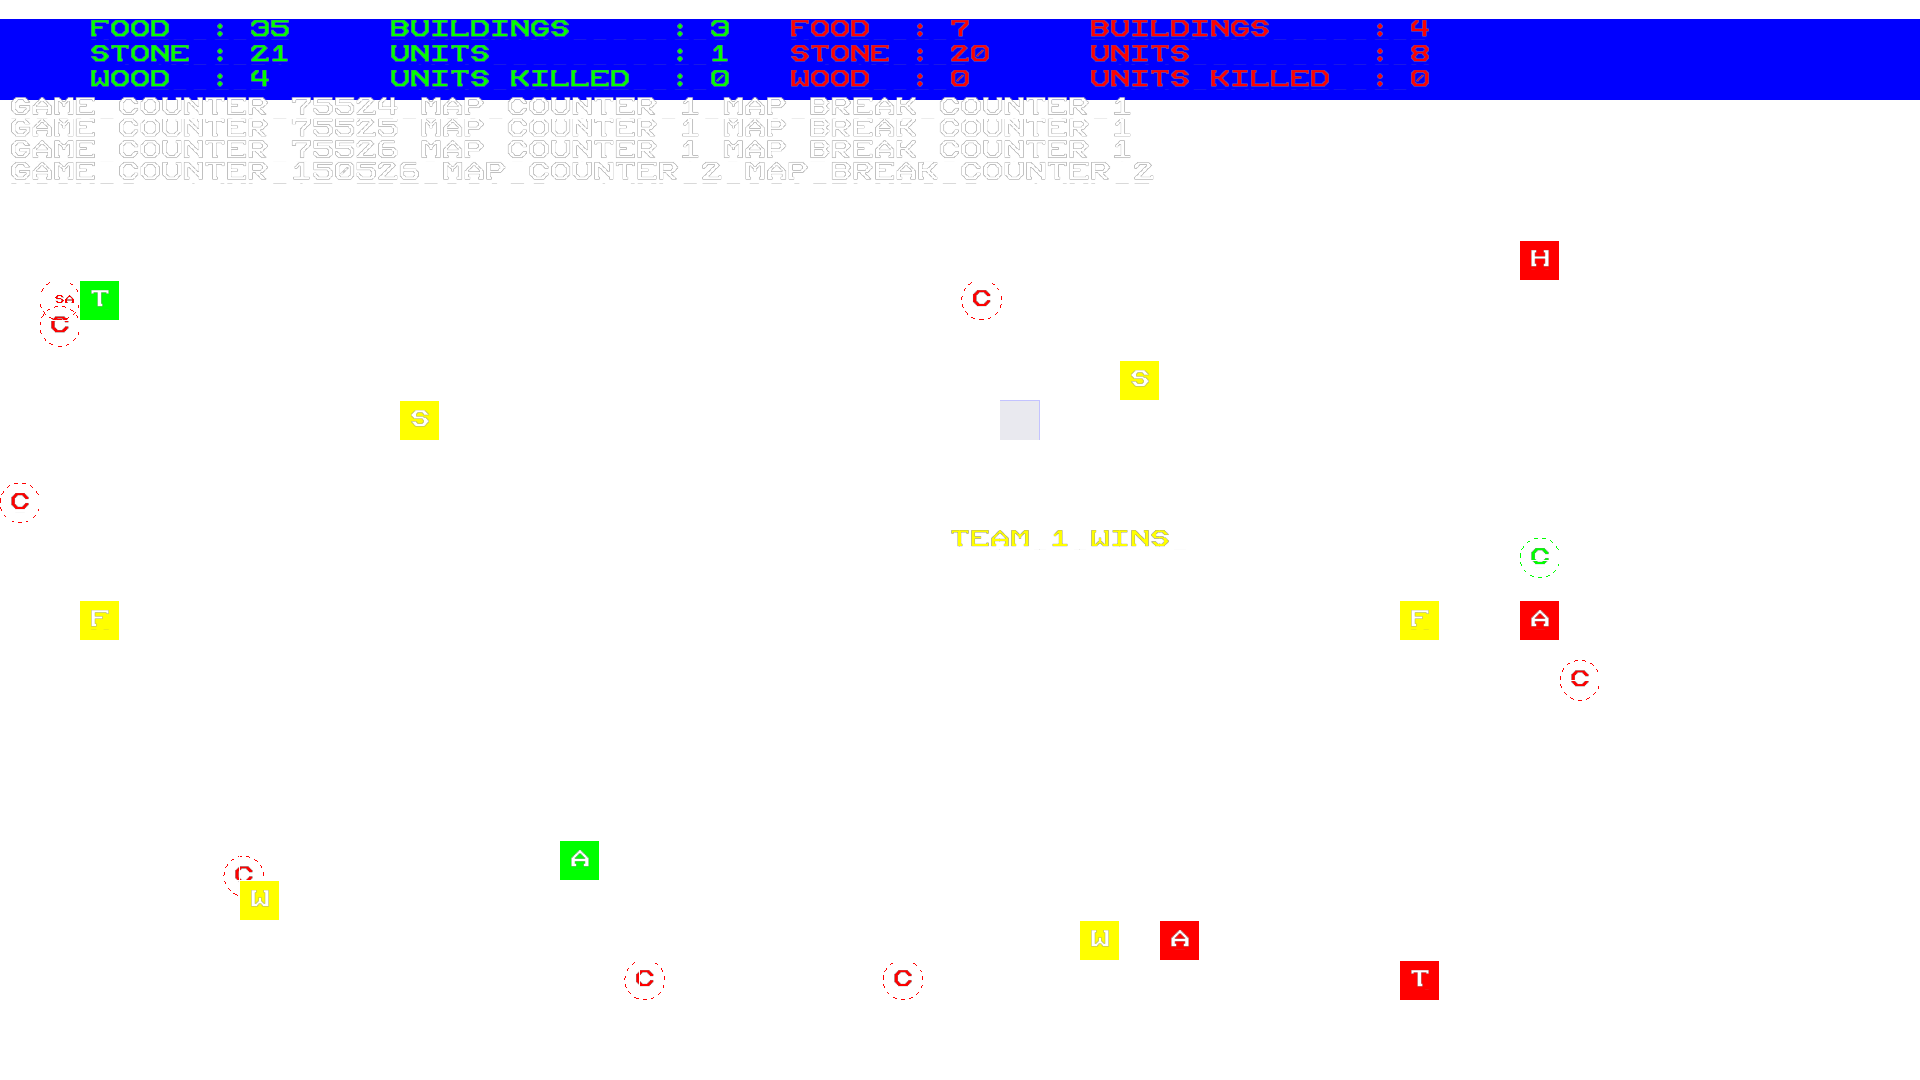 FOOD : 35 BUILDINGS : 3 FOOD : 7 BUILDINGS : 4
STONE : 21 UNITS : 1 STONE : 20 UNITS : 8
WOOD : 4 UNITS KILLED : 0 WOOD : 0 UNITS KILLED : 0
GAME COUNTER 75524 MAP COUNTER 1 MAP BREAK COUNTER 1
GAME COUNTER 75525 MAP COUNTER 1 MAP BREAK COUNTER 1
GAME COUNTER 75526 MAP COUNTER 1 MAP BREAK COUNTER 1
GAME COUNTER 150526 MAP COUNTER 2 MAP BREAK COUNTER 2
H
SA T C
C
S
S
C
TEAM 1 WINS
C
F F A
C
A
C
W
W A
C C T